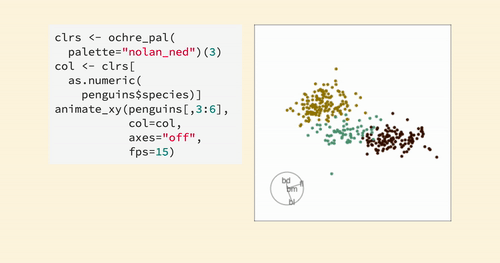 clrs <- ochre_pal(
  palette="nolan_ned")(3)
col <- clrs[
  as.numeric(
    penguins$species)]
animate_xy(penguins[,3:6],
           col=col,
           axes="off",
           fps=15)
bd
fl
bm
bl